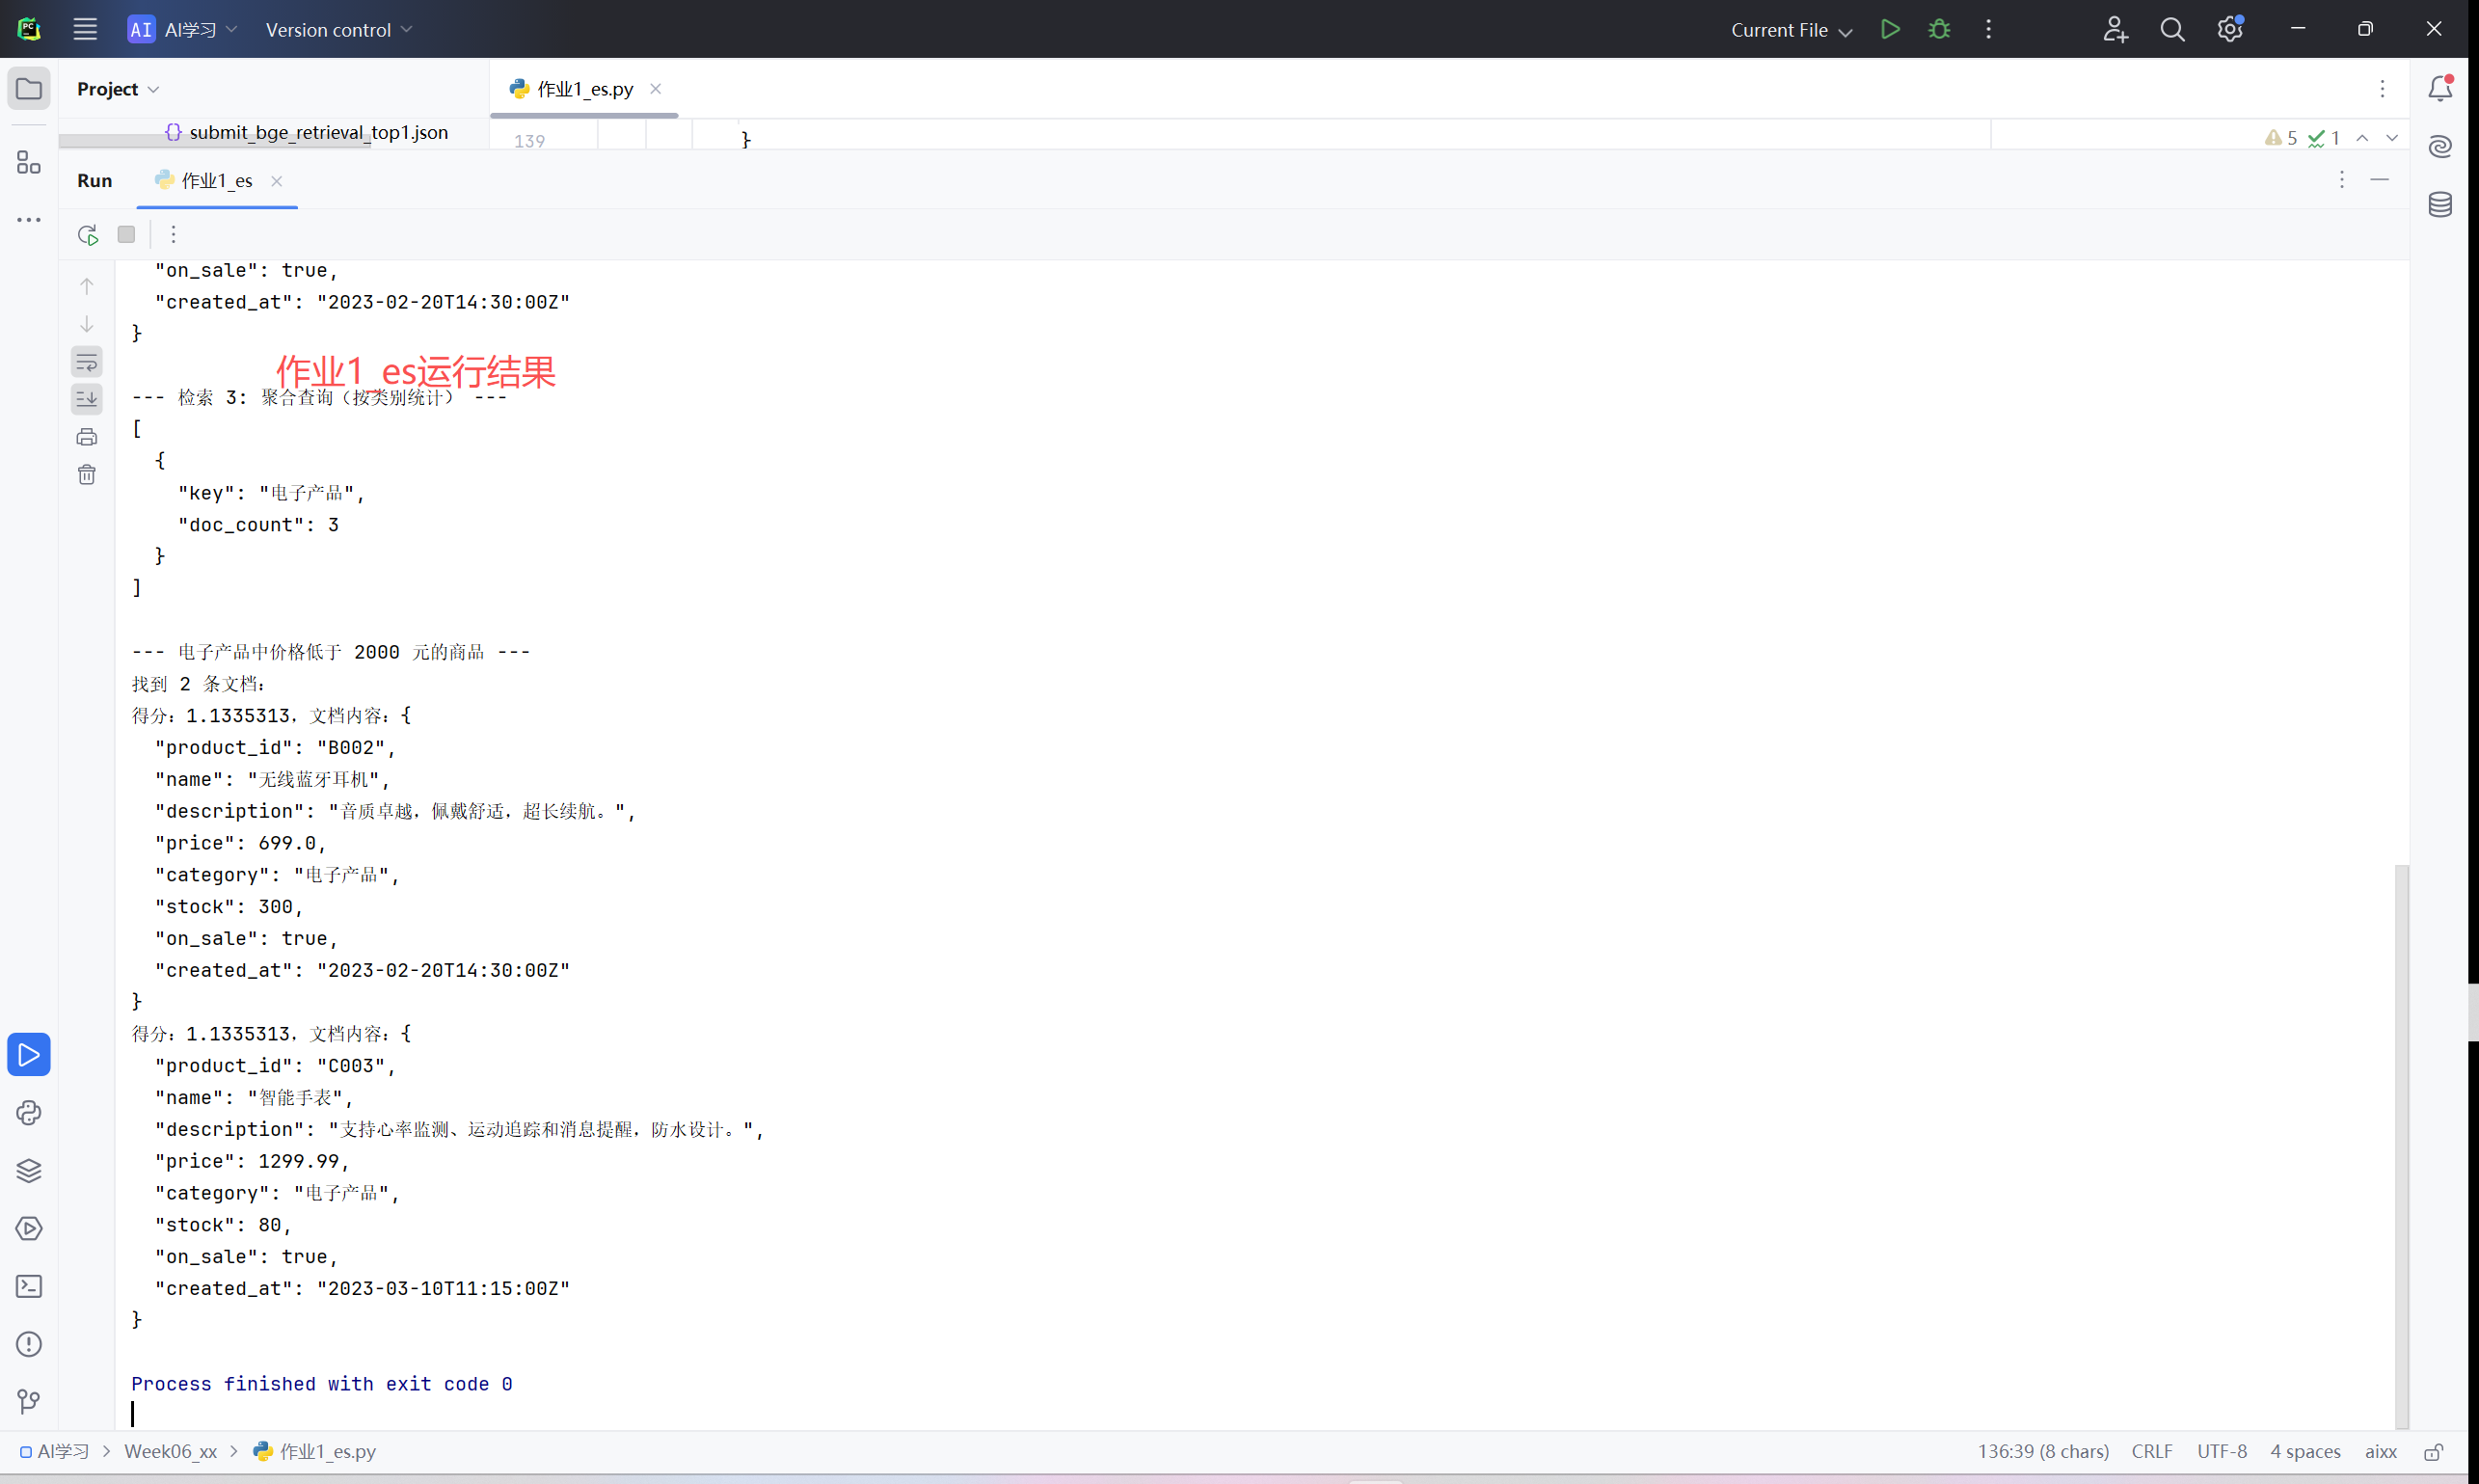 PC
AI AI学习 Version control Current File
Project
作业1_es.py
submit_bge_retrieval_top1.json
139 }
5 1
Run 作业1_es
"on_sale": true,
"created_at": "2023-02-20T14:30:00Z"
}
作业1_es运行结果
--- 检索 3: 聚合查询（按类别统计） ---
[
{
"key": "电子产品",
"doc_count": 3
}
]
--- 电子产品中价格低于 2000 元的商品 ---
找到 2 条文档：
得分：1.1335313，文档内容：{
"product_id": "B002",
"name": "无线蓝牙耳机",
"description": "音质卓越，佩戴舒适，超长续航。",
"price": 699.0,
"category": "电子产品",
"stock": 300,
"on_sale": true,
"created_at": "2023-02-20T14:30:00Z"
}
得分：1.1335313，文档内容：{
"product_id": "C003",
"name": "智能手表",
"description": "支持心率监测、运动追踪和消息提醒，防水设计。",
"price": 1299.99,
"category": "电子产品",
"stock": 80,
"on_sale": true,
"created_at": "2023-03-10T11:15:00Z"
}
Process finished with exit code 0
AI学习 > Week06_xx > 作业1_es.py 136:39 (8 chars) CRLF UTF-8 4 spaces aixx